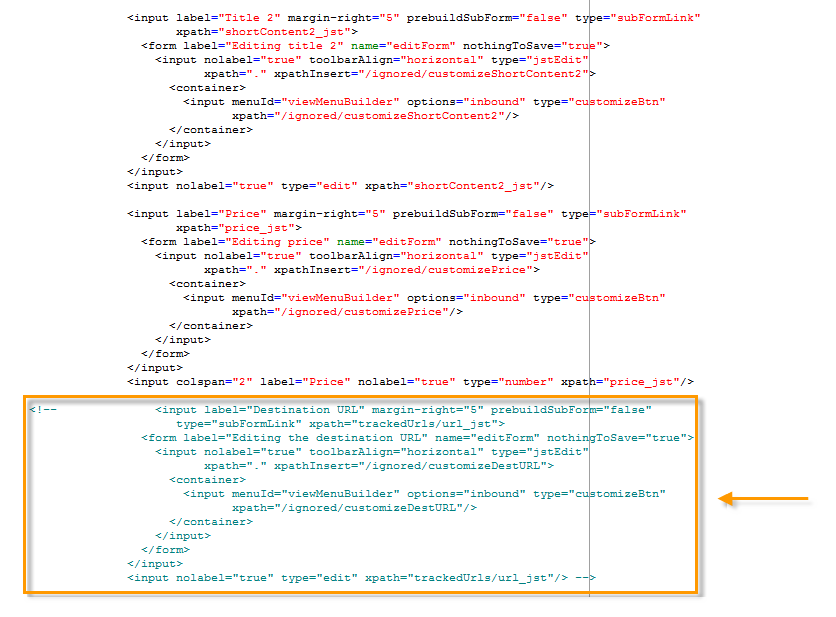 <input label="Title 2" margin-right="5" prebuildSubForm="false" type="subFormLink"
xpath="shortContent2_jst">
<form label="Editing title 2" name="editForm" nothingToSave="true">
<input nolabel="true" toolbarAlign="horizontal" type="jstEdit"
xpath="." xpathInsert="/ignored/customizeShortContent2">
<container>
<input menuId="viewMenuBuilder" options="inbound" type="customizeBtn"
xpath="/ignored/customizeShortContent2"/>
</container>
</input>
</form>
</input>
<input nolabel="true" type="edit" xpath="shortContent2_jst"/>
<input label="Price" margin-right="5" prebuildSubForm="false" type="subFormLink"
xpath="price_jst">
<form label="Editing price" name="editForm" nothingToSave="true">
<input nolabel="true" toolbarAlign="horizontal" type="jstEdit"
xpath="." xpathInsert="/ignored/customizePrice">
<container>
<input menuId="viewMenuBuilder" options="inbound" type="customizeBtn"
xpath="/ignored/customizePrice"/>
</container>
</input>
</form>
</input>
<input colspan="2" label="Price" nolabel="true" type="number" xpath="price_jst"/>
<!-- <input label="Destination URL" margin-right="5" prebuildSubForm="false"
type="subFormLink" xpath="trackedUrls/url_jst">
<form label="Editing the destination URL" name="editForm" nothingToSave="true">
<input nolabel="true" toolbarAlign="horizontal" type="jstEdit"
xpath="." xpathInsert="/ignored/customizeDestURL">
<container>
<input menuId="viewMenuBuilder" options="inbound" type="customizeBtn"
xpath="/ignored/customizeDestURL"/>
</container>
</input>
</form>
</input>
<input nolabel="true" type="edit" xpath="trackedUrls/url_jst"/> -->